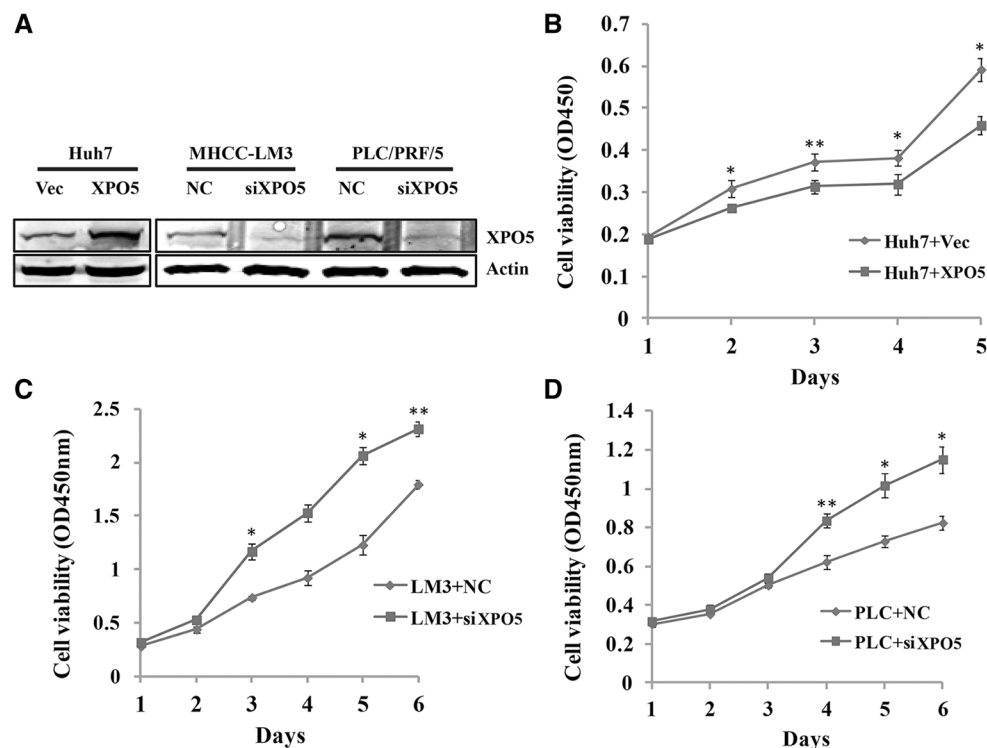 A
Huh7 MHCC-LM3 PLC/PRF/5
Vec XPO5 NC siXPO5 NC siXPO5
XPO5
Actin
B
Cell viability (OD450)
0.7
0.6
0.5
0.4
0.3
0.2
0.1
0
* ** * *
Huh7+Vec
Huh7+XPO5
1 2 3 4 5
Days
C
Cell viability (OD450nm)
2.5
2
1.5
1
0.5
0
* * **
LM3+NC
LM3+siXPO5
1 2 3 4 5 6
Days
D
Cell viability (OD450nm)
1.4
1.2
1
0.8
0.6
0.4
0.2
0
** * *
PLC+NC
PLC+siXPO5
1 2 3 4 5 6
Days